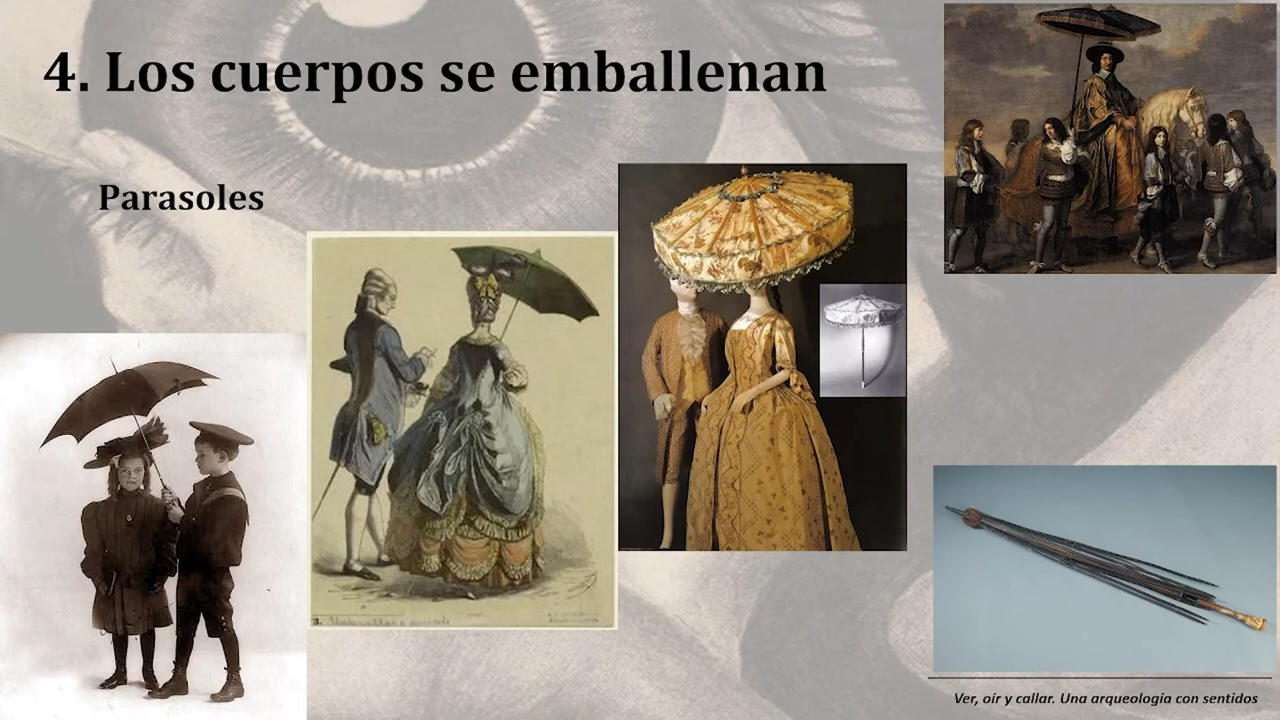 4. Los cuerpos se emballenan
Parasoles
Ver, oír y callar. Una arqueología con sentidos